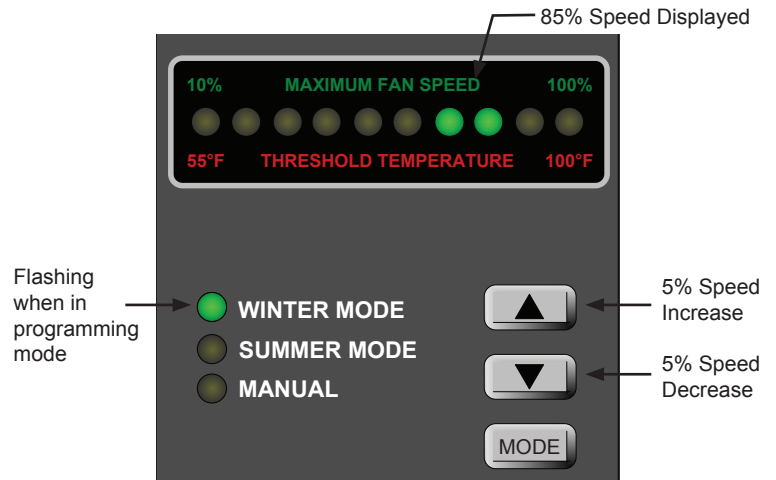 85% Speed Displayed
10% MAXIMUM FAN SPEED 100%
55°F THRESHOLD TEMPERATURE 100°F
Flashing
when in
programming
mode
WINTER MODE
SUMMER MODE
MANUAL
5% Speed
Increase
5% Speed
Decrease
MODE